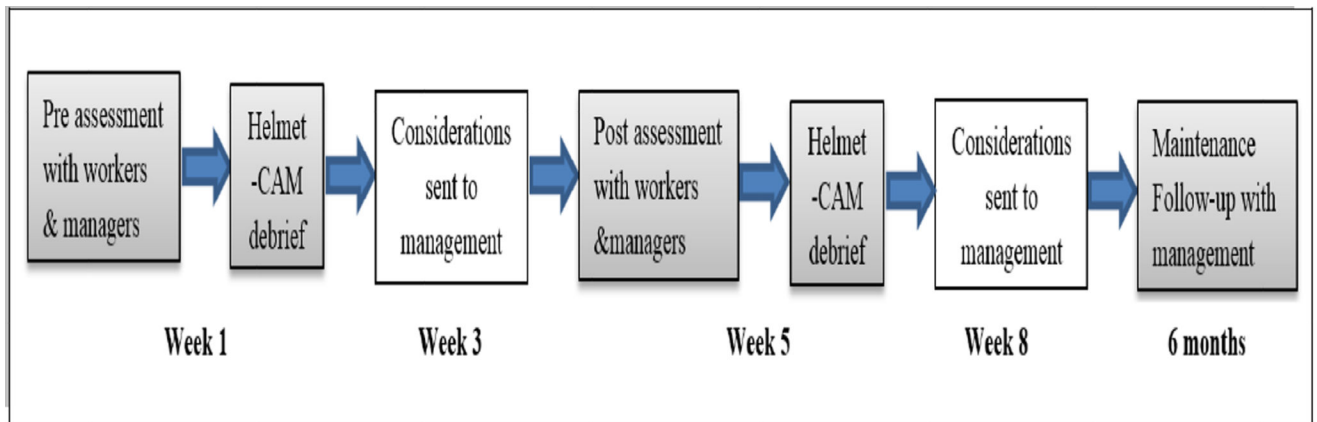 Pre assessment
with workers
& managers
Helmet
-CAM
debrief
Considerations
sent to
management
Post assessment
with workers
&managers
Helmet
-CAM
debrief
Considerations
sent to
management
Maintenance
Follow-up with
management
Week 1
Week 3
Week 5
Week 8
6 months